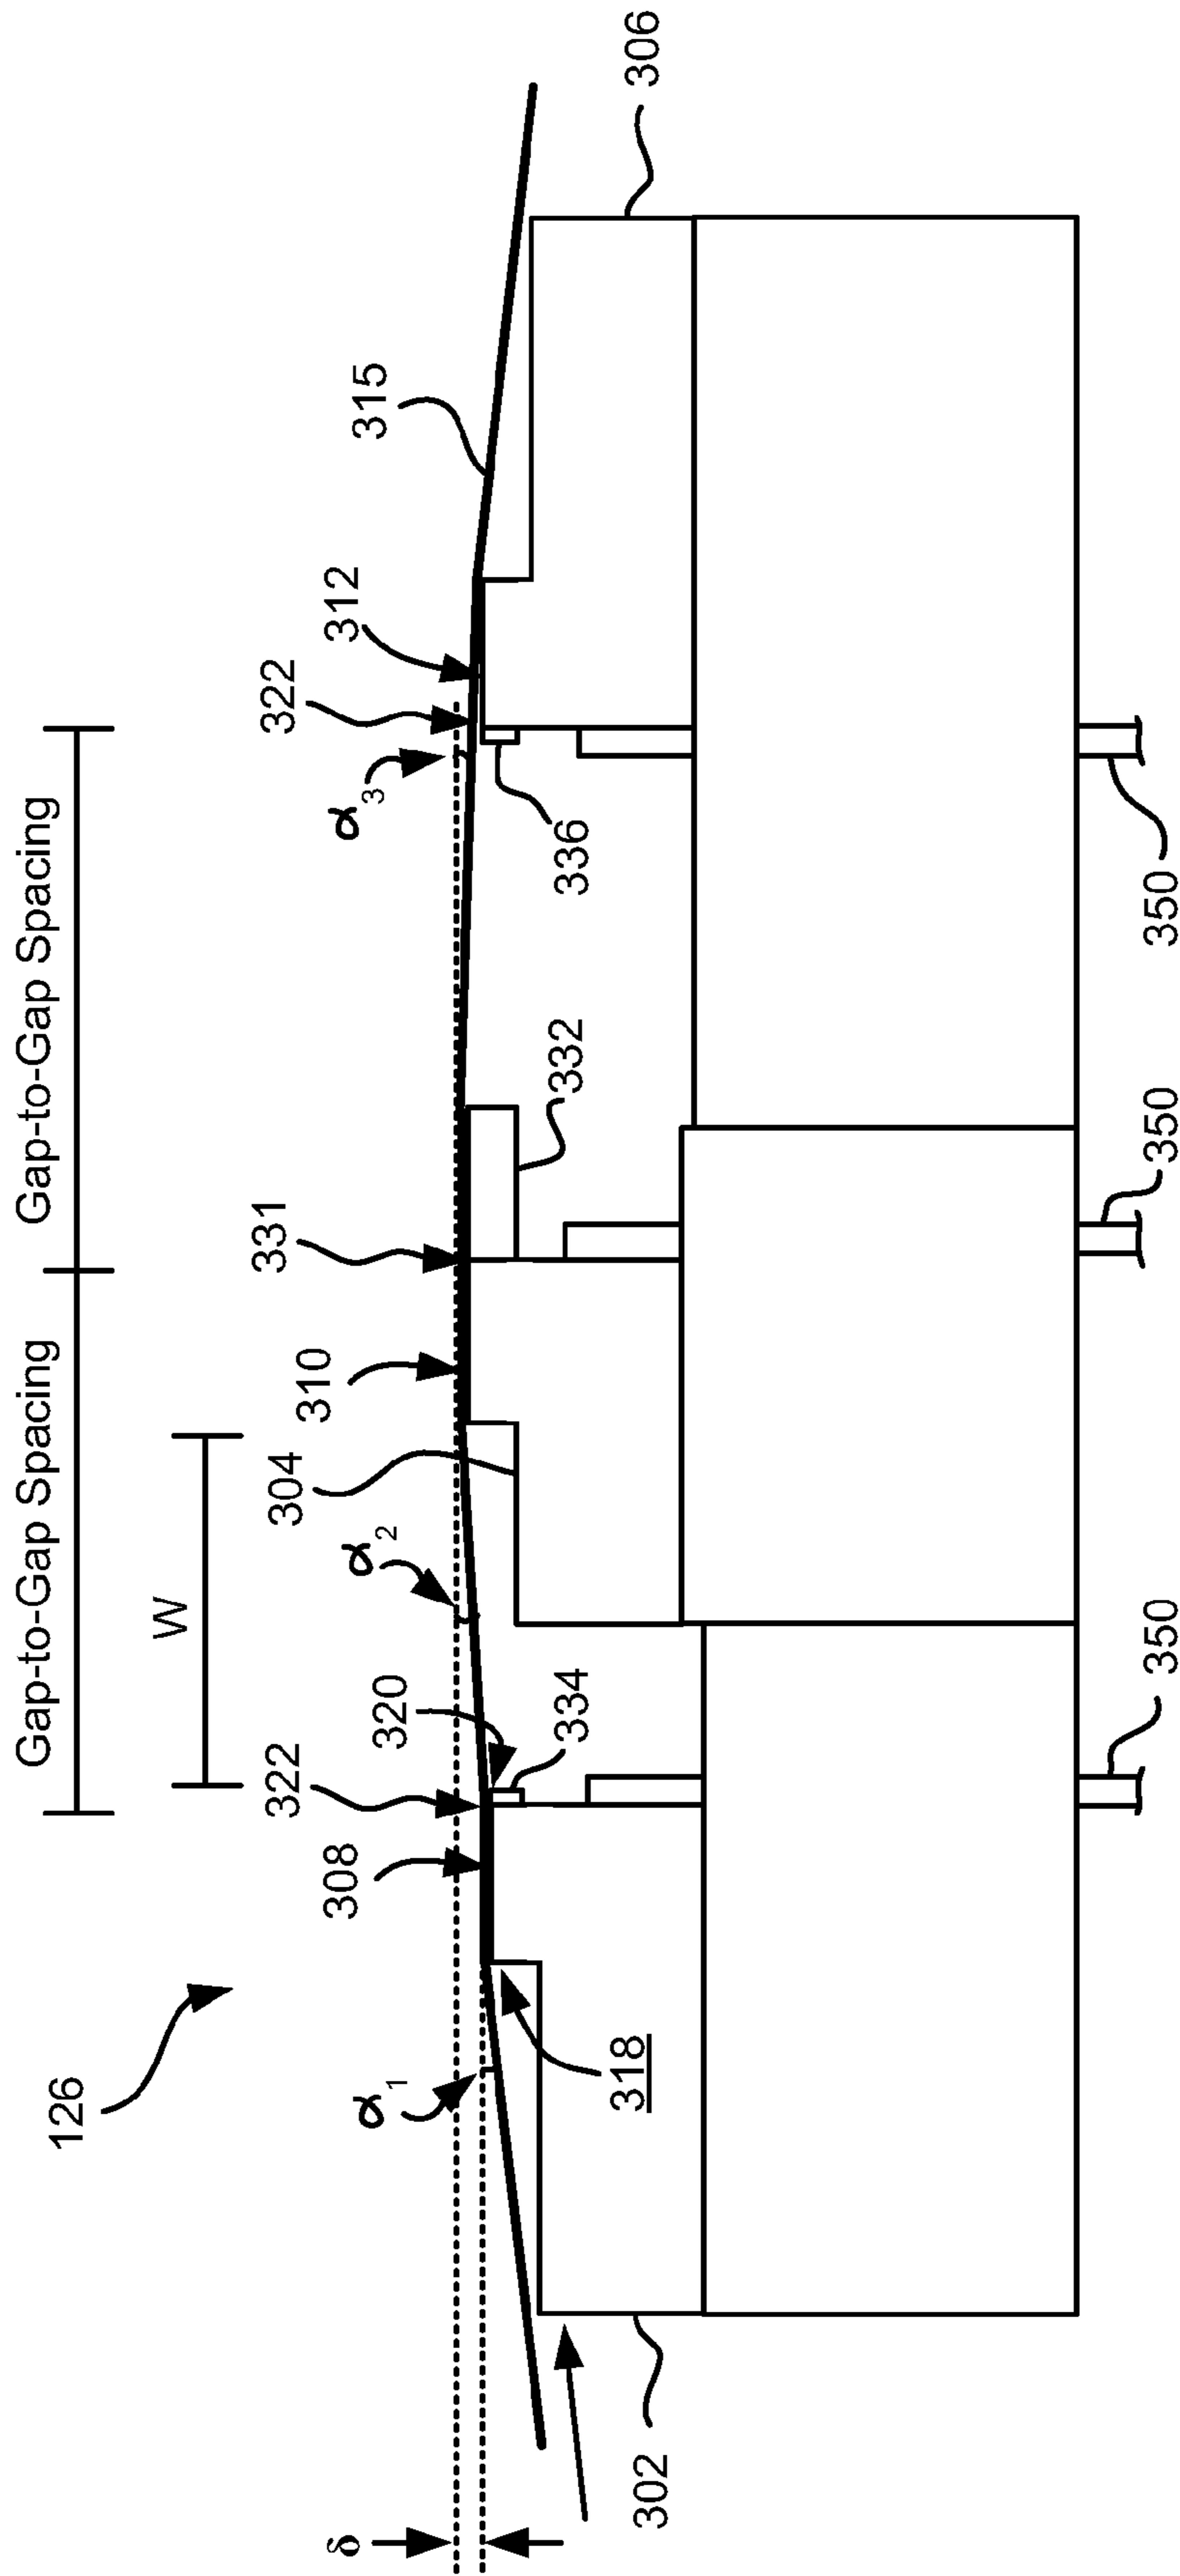 Gap-to-Gap Spacing
Gap-to-Gap Spacing
W
126
δ
α1
308
322
320
334
α2
304
310
331
332
α3
322
312
336
315
306
302
318
350
350
350